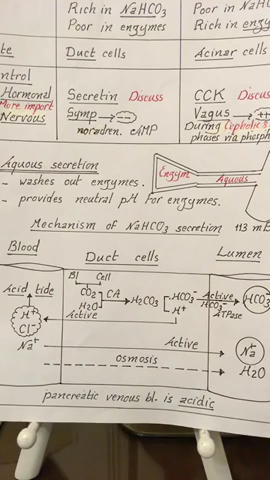 Rich in NaHCO3
Poor in enzymes
Poor in NaH
Rich in enzy
te
Duct cells
Acinar cells
ntrol
Hormonal
More import
Nervous
Secretin Discuss
Symp → --
noradren. cAMP
CCK Discus
Vagus → ++
During Cephalic &
phases via phosph
Aqueous secretion
- washes out enzymes.
- provides neutral pH for enzymes.
Enzym
Aqueous
Mechanism of NaHCO3 secretion 113 mE
Blood Duct cells Lumen
Acid tide
H+
Cl-
Na+
Bl Cell
CO2
H2O
CA
H2CO3
HCO3-
H+
Active
Active
HCO3-
ATPase
HCO3-
Active
Na+
osmosis
H2O
pancreatic venous bl. is acidic